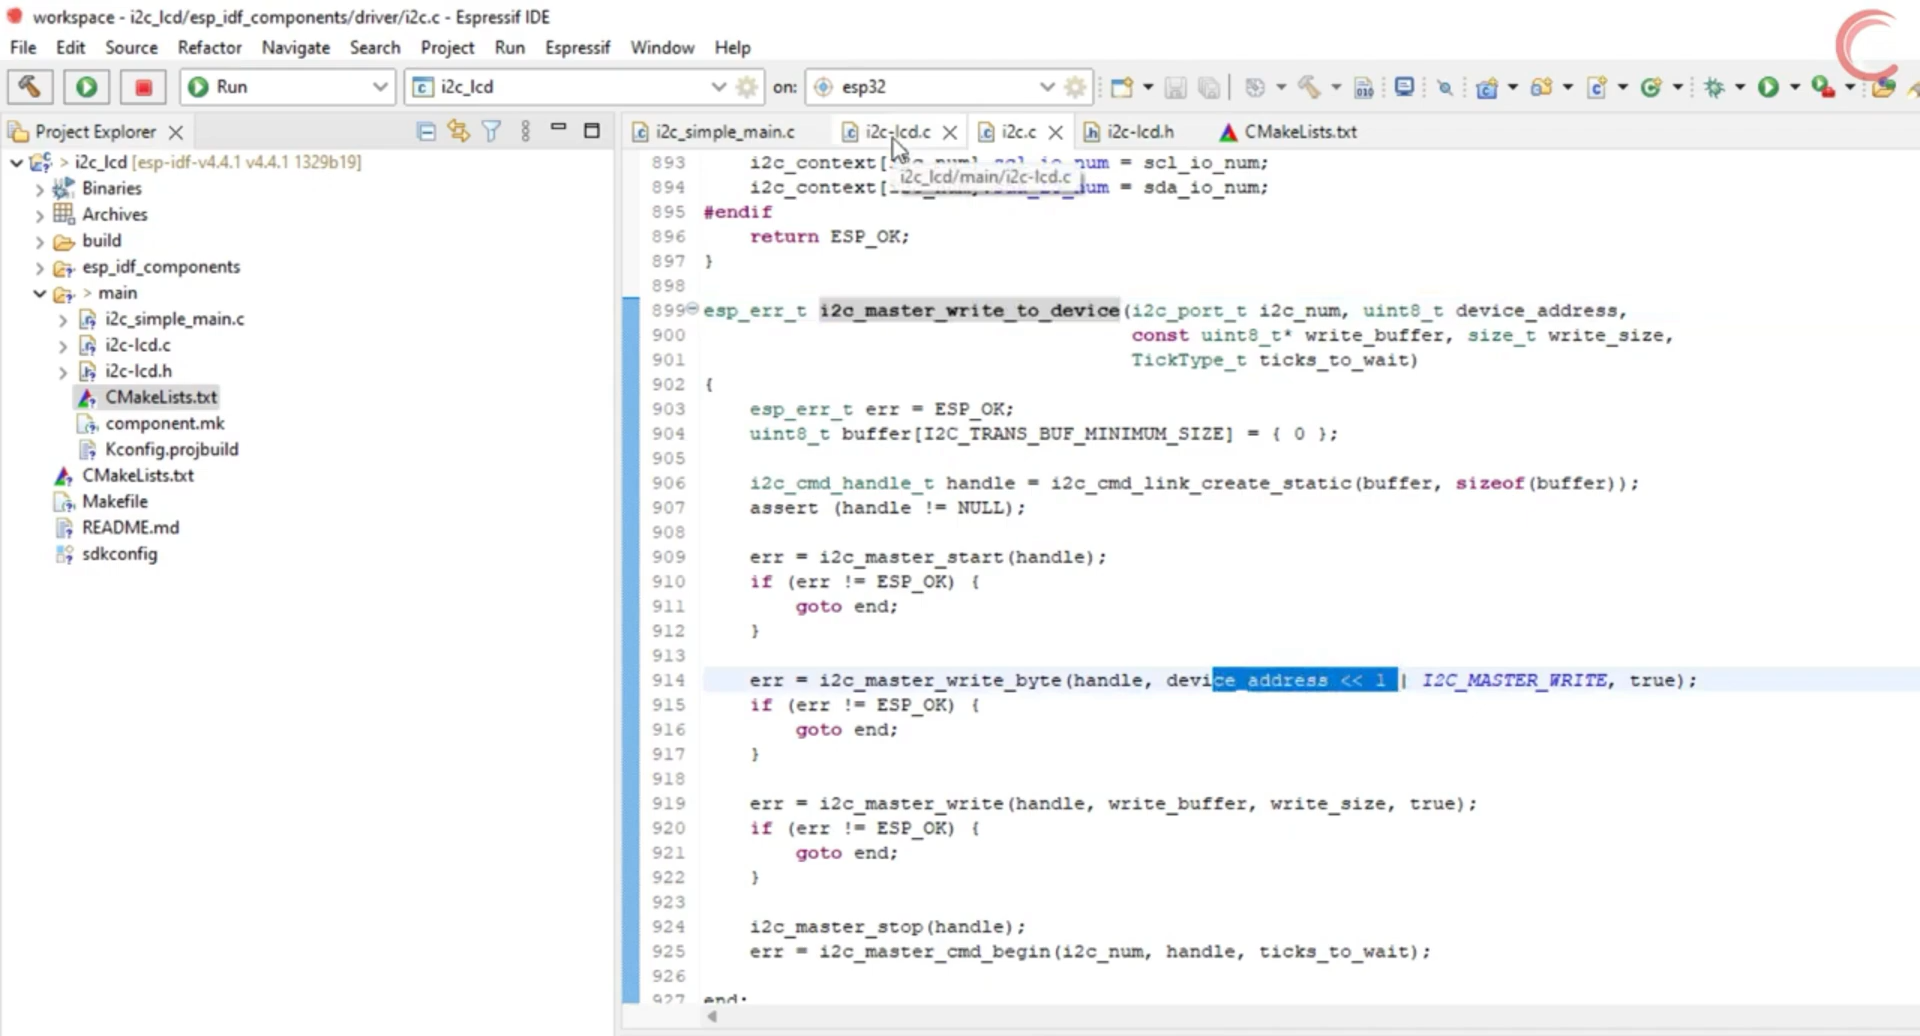 workspace - i2c_lcd/esp_idf_components/driver/i2c.c - Espressif IDE
File Edit Source Refactor Navigate Search Project Run Espressif Window Help
Run i2c_lcd on: esp32
Project Explorer
i2c_simple_main.c i2c-lcd.c i2c.c i2c-lcd.h CMakeLists.txt
> i2c_lcd [esp-idf-v4.4.1 v4.4.1 1329b19]
Binaries
Archives
build
esp_idf_components
> main
i2c_simple_main.c
i2c-lcd.c
i2c-lcd.h
CMakeLists.txt
component.mk
Kconfig.projbuild
CMakeLists.txt
Makefile
README.md
sdkconfig
893 i2c_context[ = scl_io_num;
i2c_lcd/main/i2c-lcd.c
894 i2c_context[ = sda_io_num;
895 #endif
896 return ESP_OK;
897 }
898
899 esp_err_t i2c_master_write_to_device(i2c_port_t i2c_num, uint8_t device_address,
900 const uint8_t* write_buffer, size_t write_size,
901 TickType_t ticks_to_wait)
902 {
903 esp_err_t err = ESP_OK;
904 uint8_t buffer[I2C_TRANS_BUF_MINIMUM_SIZE] = { 0 };
905
906 i2c_cmd_handle_t handle = i2c_cmd_link_create_static(buffer, sizeof(buffer));
907 assert (handle != NULL);
908
909 err = i2c_master_start(handle);
910 if (err != ESP_OK) {
911 goto end;
912 }
913
914 err = i2c_master_write_byte(handle, device_address << 1 | I2C_MASTER_WRITE, true);
915 if (err != ESP_OK) {
916 goto end;
917 }
918
919 err = i2c_master_write(handle, write_buffer, write_size, true);
920 if (err != ESP_OK) {
921 goto end;
922 }
923
924 i2c_master_stop(handle);
925 err = i2c_master_cmd_begin(i2c_num, handle, ticks_to_wait);
926
927 end: